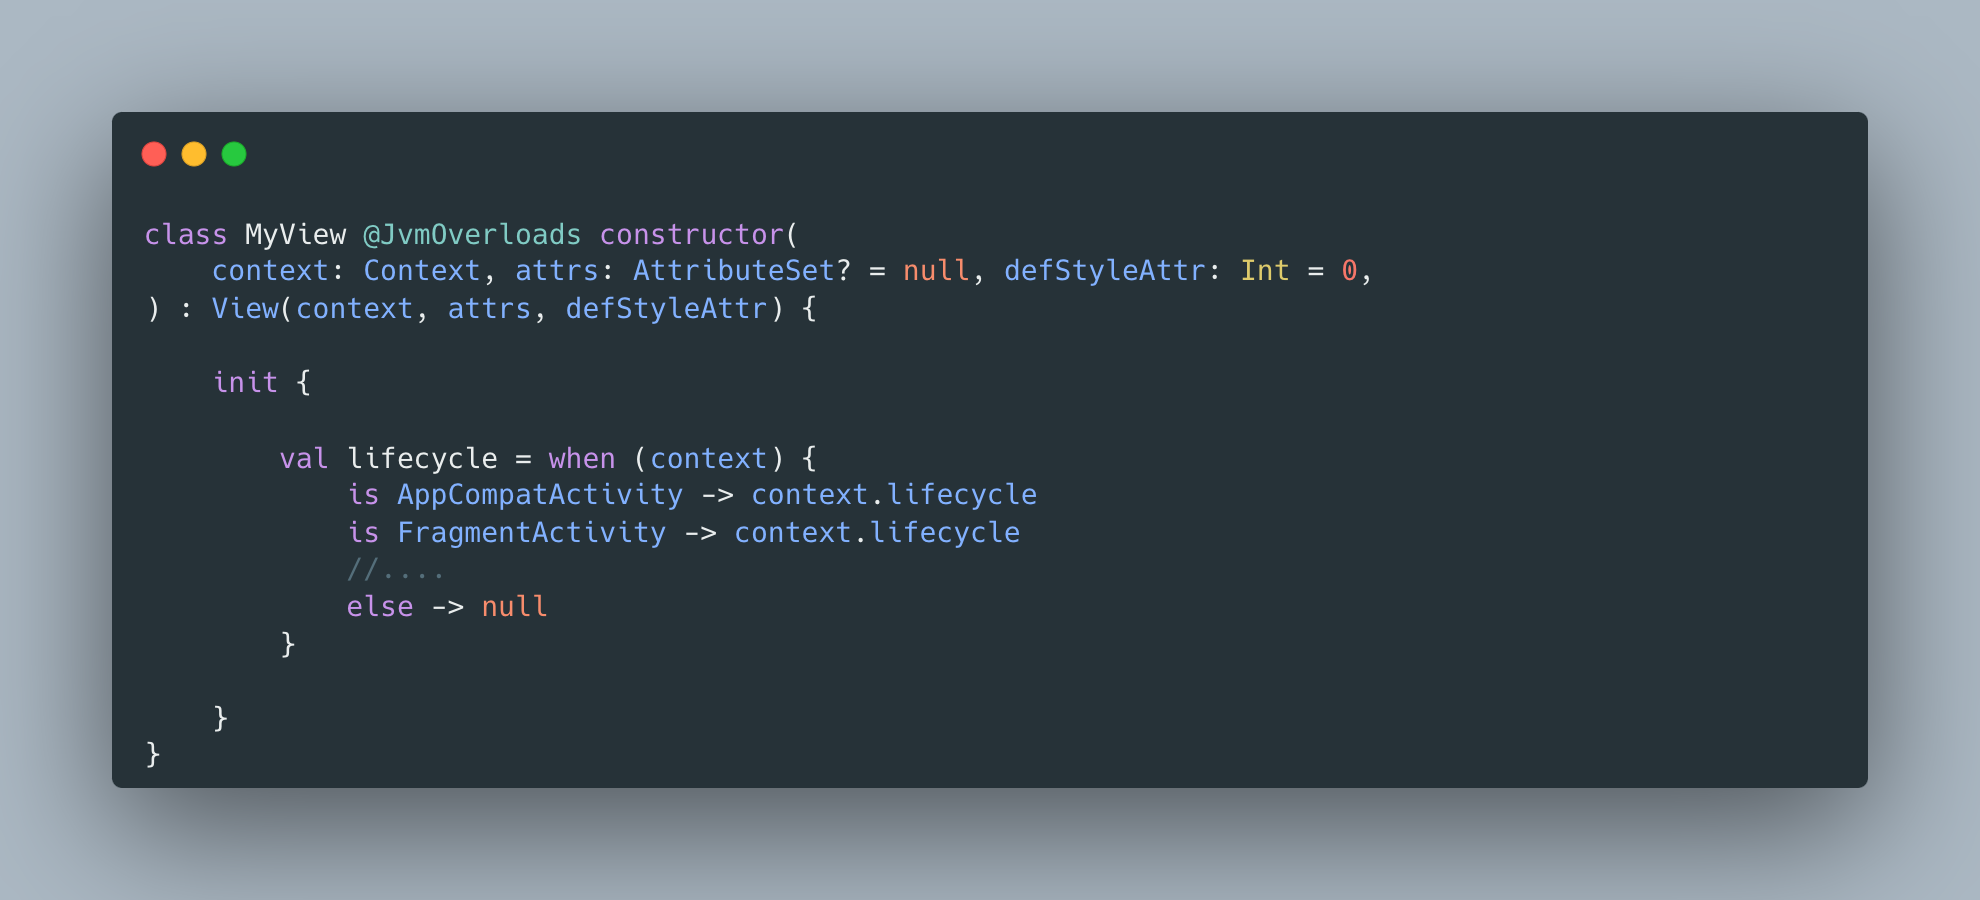 class MyView @JvmOverloads constructor(
    context: Context, attrs: AttributeSet? = null, defStyleAttr: Int = 0,
) : View(context, attrs, defStyleAttr) {
    init {
        val lifecycle = when (context) {
            is AppCompatActivity -> context.lifecycle
            is FragmentActivity -> context.lifecycle
            //....
            else -> null
        }
    }
}